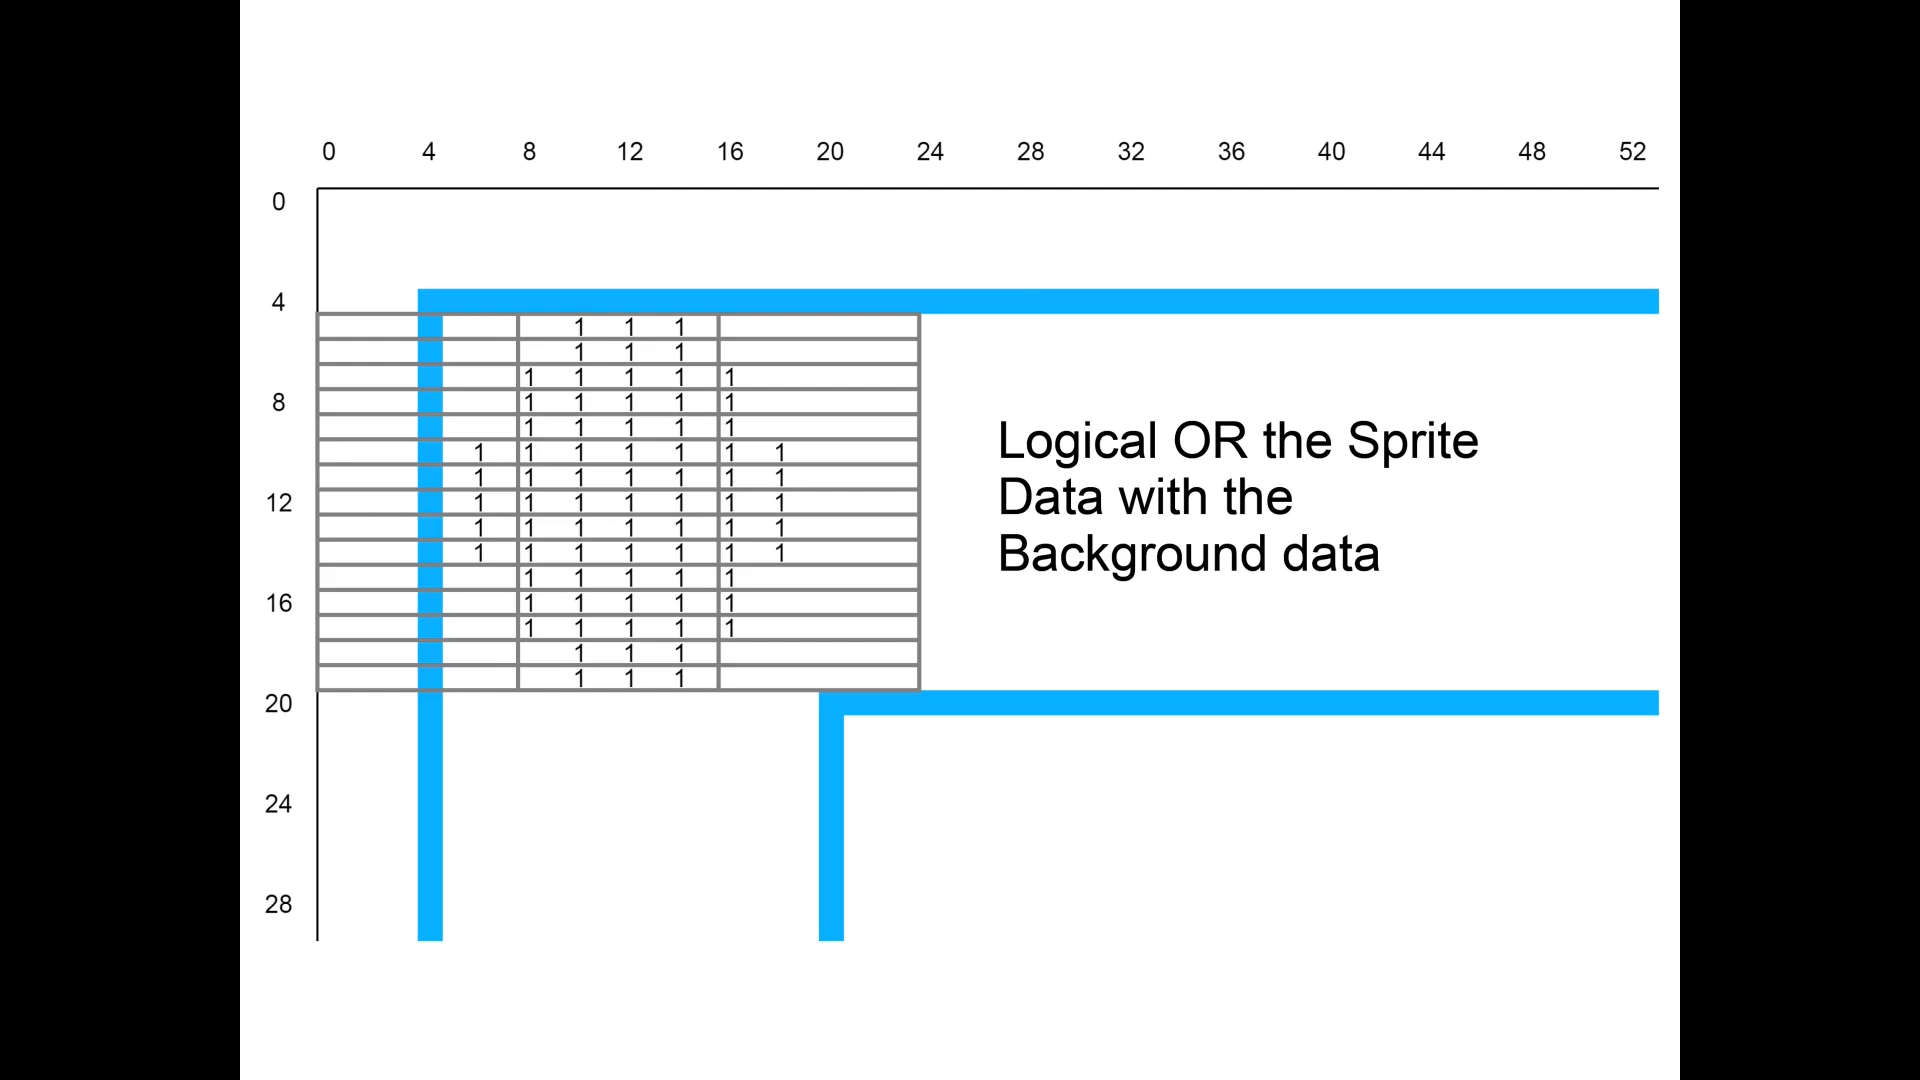 0 4 8 12 16 20 24 28 32 36 40 44 48 52
0
4
1 1 1
1 1 1
1 1 1 1 1
8 1 1 1 1 1
1 1 1 1 1
1 1 1 1 1 1 1
1 1 1 1 1 1 1
12 1 1 1 1 1 1 1
1 1 1 1 1 1 1
1 1 1 1 1 1 1
1 1 1 1 1
16 1 1 1 1 1
1 1 1 1 1
1 1 1
1 1 1
20
24
28
Logical OR the Sprite
Data with the
Background data